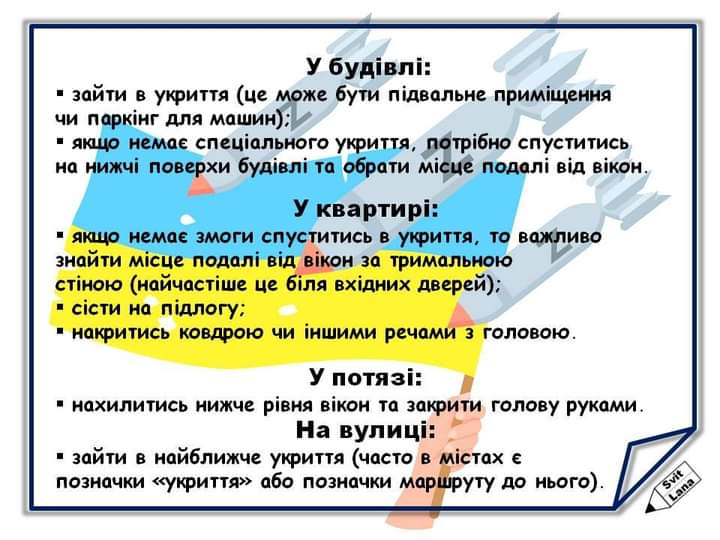 У будівлі:
▪ зайти в укриття (це може бути підвальне приміщення
чи паркінг для машин);
▪ якщо немає спеціального укриття, потрібно спуститись
на нижчі поверхи будівлі та обрати місце подалі від вікон.
У квартирі:
▪ якщо немає змоги спуститись в укриття, то важливо
знайти місце подалі від вікон за тримальною
стіною (найчастіше це біля вхідних дверей);
▪ сісти на підлогу;
▪ накритись ковдрою чи іншими речами з головою.
У потязі:
▪ нахилитись нижче рівня вікон та закрити голову руками.
На вулиці:
▪ зайти в найближче укриття (часто в містах є
позначки «укриття» або позначки маршруту до нього).
Z
Z
Z
Svit
Lana